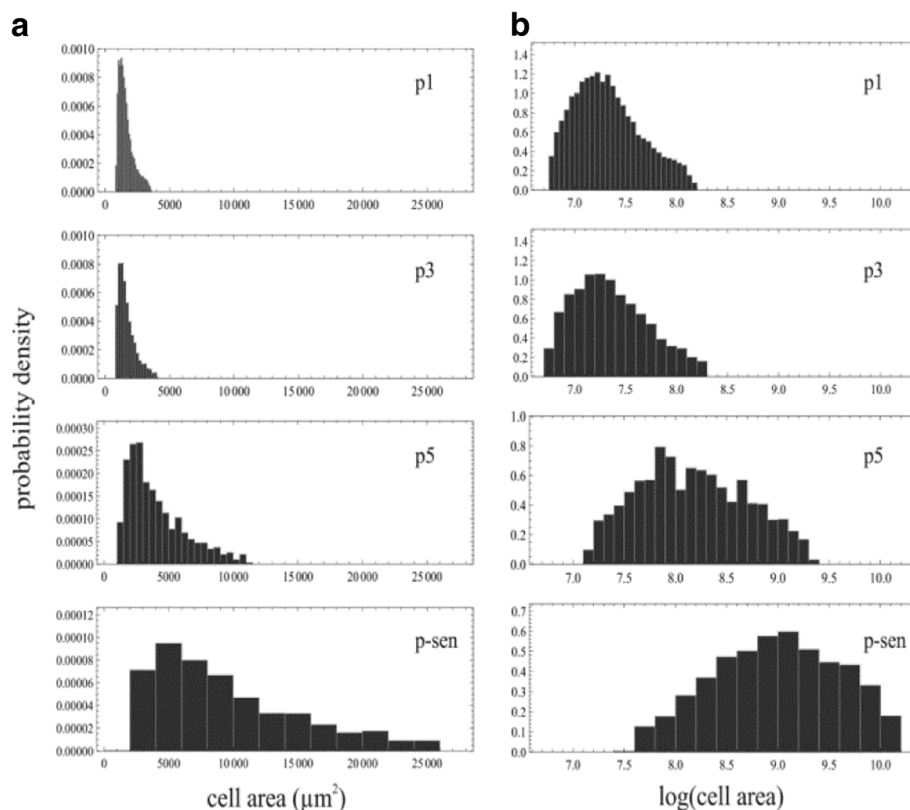 a
b
probability density
0.0010
0.0008
0.0006
0.0004
0.0002
0.0000
p1
0 5000 10 000 15 000 20 000 25 000
1.4
1.2
1.0
0.8
0.6
0.4
0.2
0.0
p1
7.0 7.5 8.0 8.5 9.0 9.5 10.0
0.0010
0.0008
0.0006
0.0004
0.0002
0.0000
p3
0 5000 10 000 15 000 20 000 25 000
1.4
1.2
1.0
0.8
0.6
0.4
0.2
0.0
p3
7.0 7.5 8.0 8.5 9.0 9.5 10.0
0.00030
0.00025
0.00020
0.00015
0.00010
0.00005
0.00000
p5
0 5000 10 000 15 000 20 000 25 000
1.0
0.8
0.6
0.4
0.2
0.0
p5
7.0 7.5 8.0 8.5 9.0 9.5 10.0
0.00012
0.00010
0.00008
0.00006
0.00004
0.00002
0.00000
p-sen
0 5000 10 000 15 000 20 000 25 000
cell area (µm²)
0.7
0.6
0.5
0.4
0.3
0.2
0.1
0.0
p-sen
7.0 7.5 8.0 8.5 9.0 9.5 10.0
log(cell area)